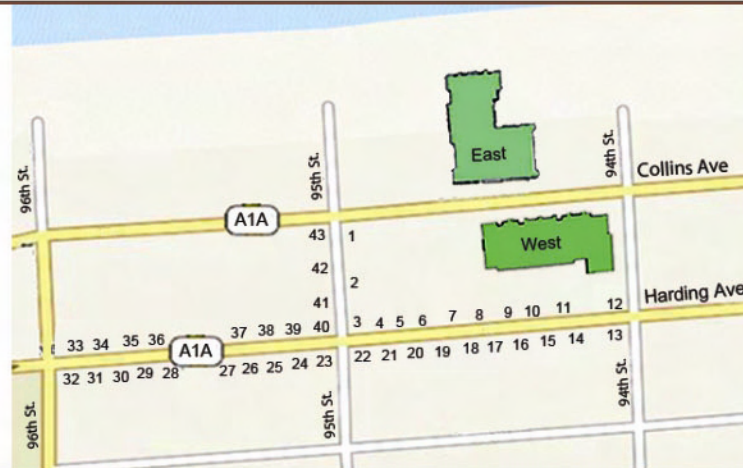 East
Collins Ave
96th St.
95th St.
94th St.
A1A
43 1
West
42
2
41
Harding Ave
33 34 35 36 37 38 39 40 3 4 5 6 7 8 9 10 11 12
A1A
32 31 30 29 28 27 26 25 24 23 22 21 20 19 18 17 16 15 14 13
96th St.
95th St.
94th St.